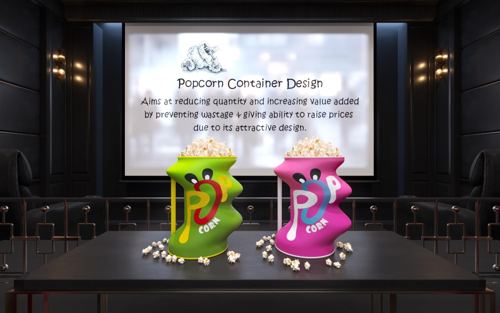 Popcorn Container Design
Aims at reducing quantity and increasing value added
by preventing wastage & giving ability to raise prices
due to its attractive design.
POP
CORN
POP
CORN